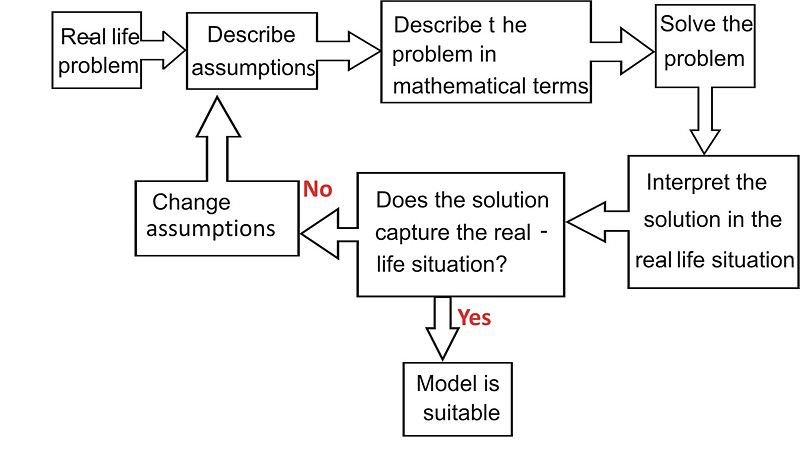 Real life
problem
Describe
assumptions
Describe t he
problem in
mathematical terms
Solve the
problem
Interpret the
solution in the
real life situation
Does the solution
capture the real -
life situation?
No
Change
assumptions
Yes
Model is
suitable